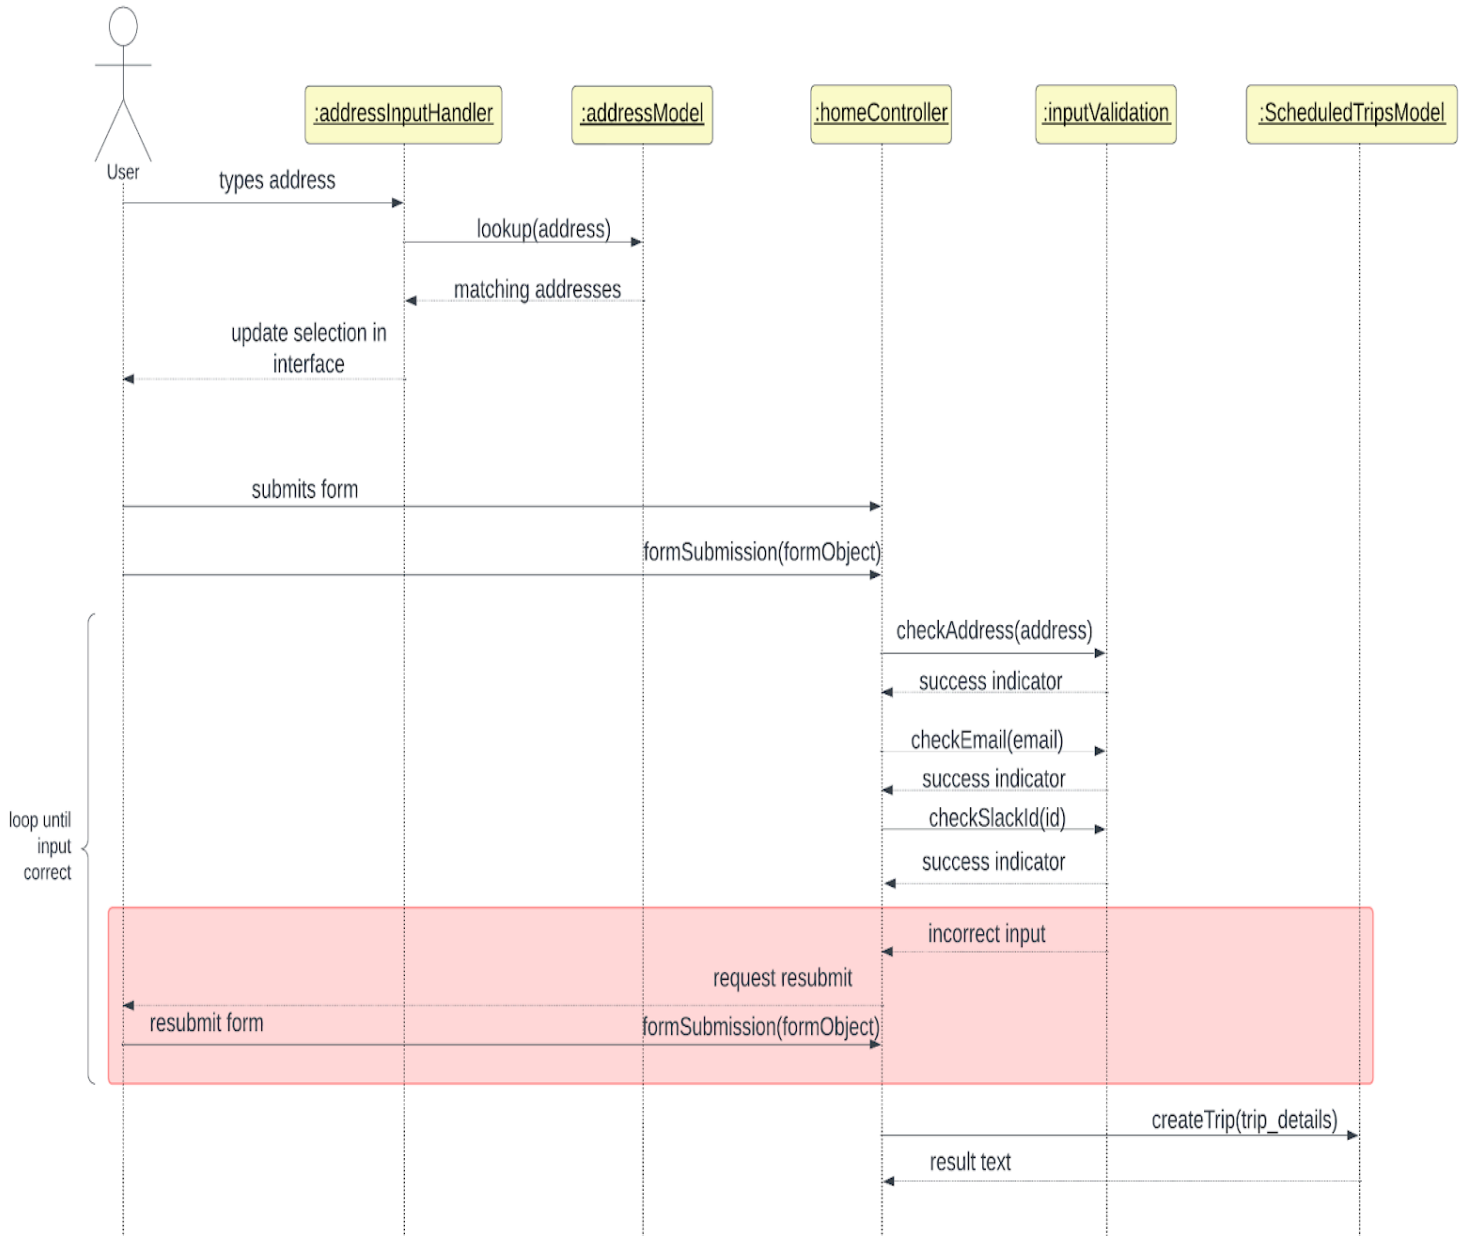 :addressInputHandler
:addressModel
:homeController
:inputValidation
:ScheduledTripsModel
User
types address
lookup(address)
matching addresses
update selection in
interface
submits form
formSubmission(formObject)
checkAddress(address)
success indicator
checkEmail(email)
success indicator
checkSlackId(id)
success indicator
loop until
input
correct
incorrect input
request resubmit
resubmit form
formSubmission(formObject)
createTrip(trip_details)
result text